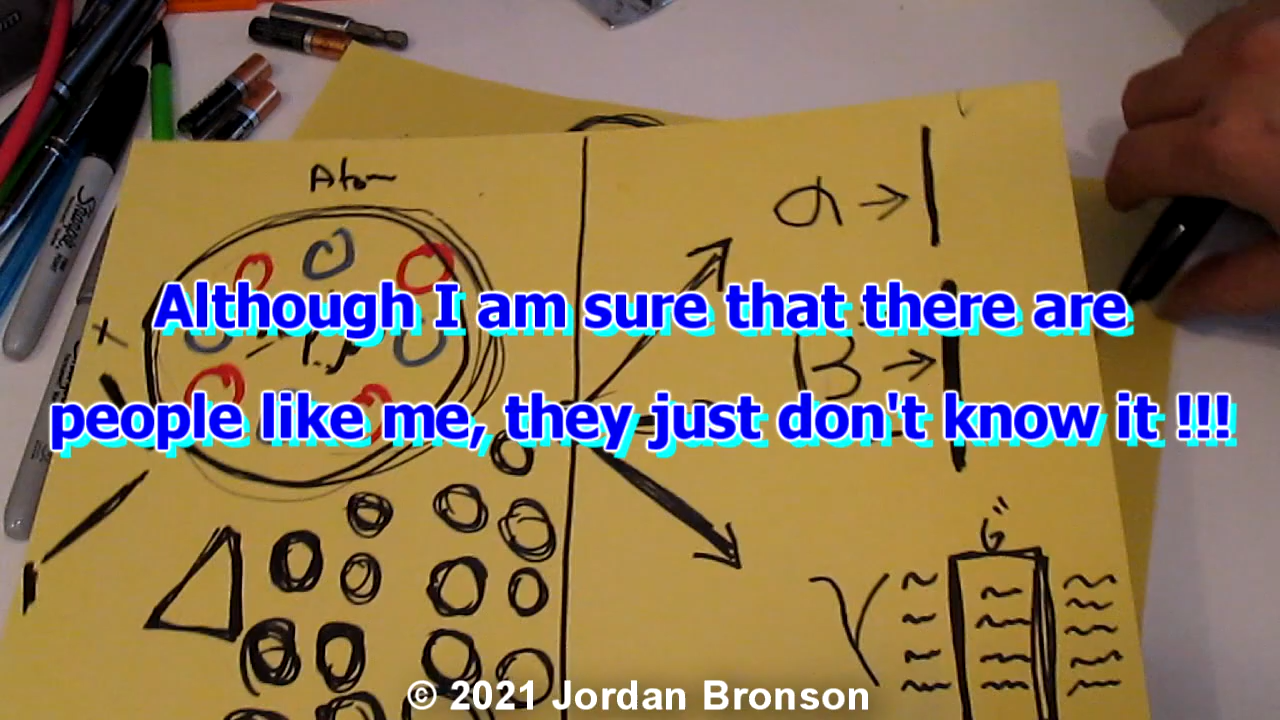 Atom
α →
Although I am sure that there are
β →
people like me, they just don't know it !!!
6"
γ
Sharpie
© 2021 Jordan Bronson